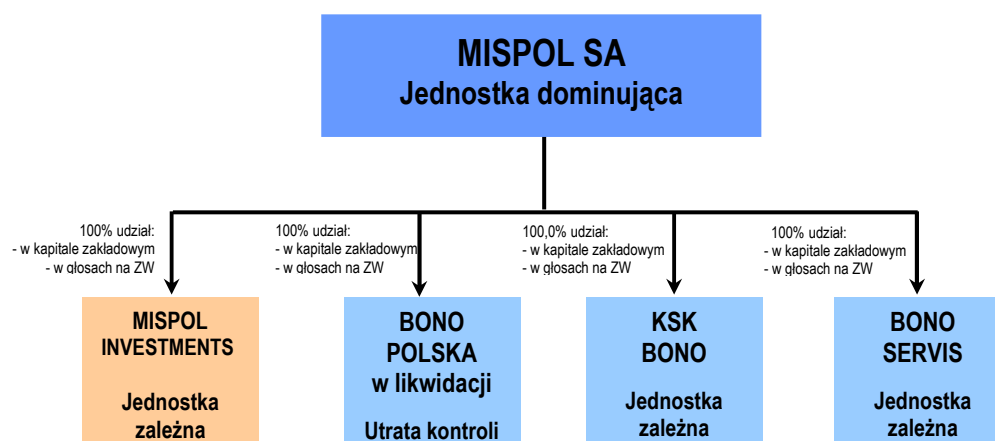 MISPOL SA
Jednostka dominująca
100% udział:
- w kapitale zakładowym
- w głosach na ZW
100% udział:
- w kapitale zakładowym
- w głosach na ZW
100,0% udział:
- w kapitale zakładowym
- w głosach na ZW
100% udział:
- w kapitale zakładowym
- w głosach na ZW
MISPOL
INVESTMENTS
Jednostka
zależna
BONO
POLSKA
w likwidacji
Utrata kontroli
KSK
BONO
Jednostka
zależna
BONO
SERVIS
Jednostka
zależna